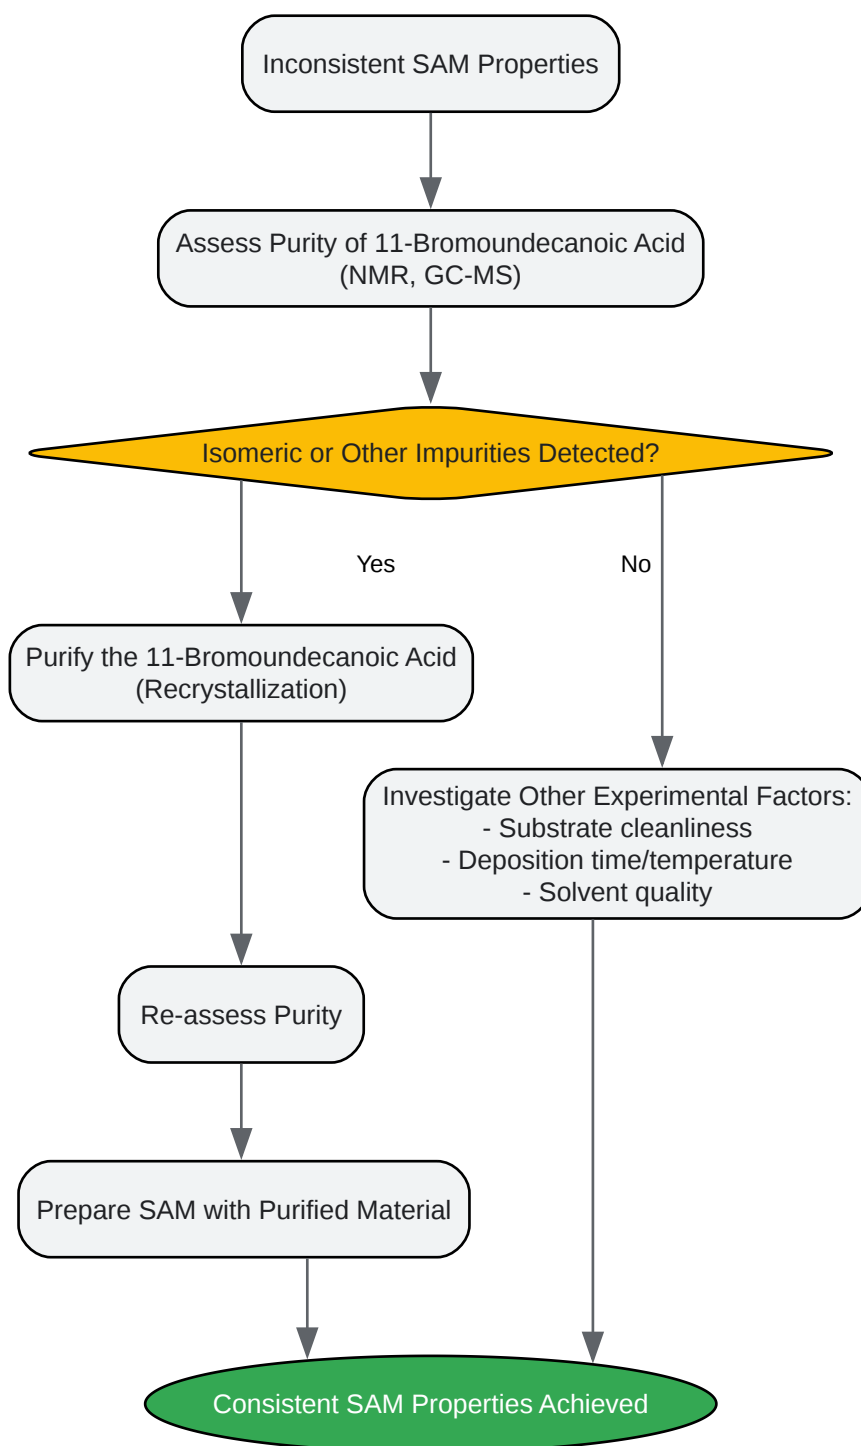 Inconsistent SAM Properties
Assess Purity of 11-Bromoundecanoic Acid
(NMR, GC-MS)
Isomeric or Other Impurities Detected?
Yes
No
Purify the 11-Bromoundecanoic Acid
(Recrystallization)
Investigate Other Experimental Factors:
- Substrate cleanliness
- Deposition time/temperature
- Solvent quality
Re-assess Purity
Prepare SAM with Purified Material
Consistent SAM Properties Achieved